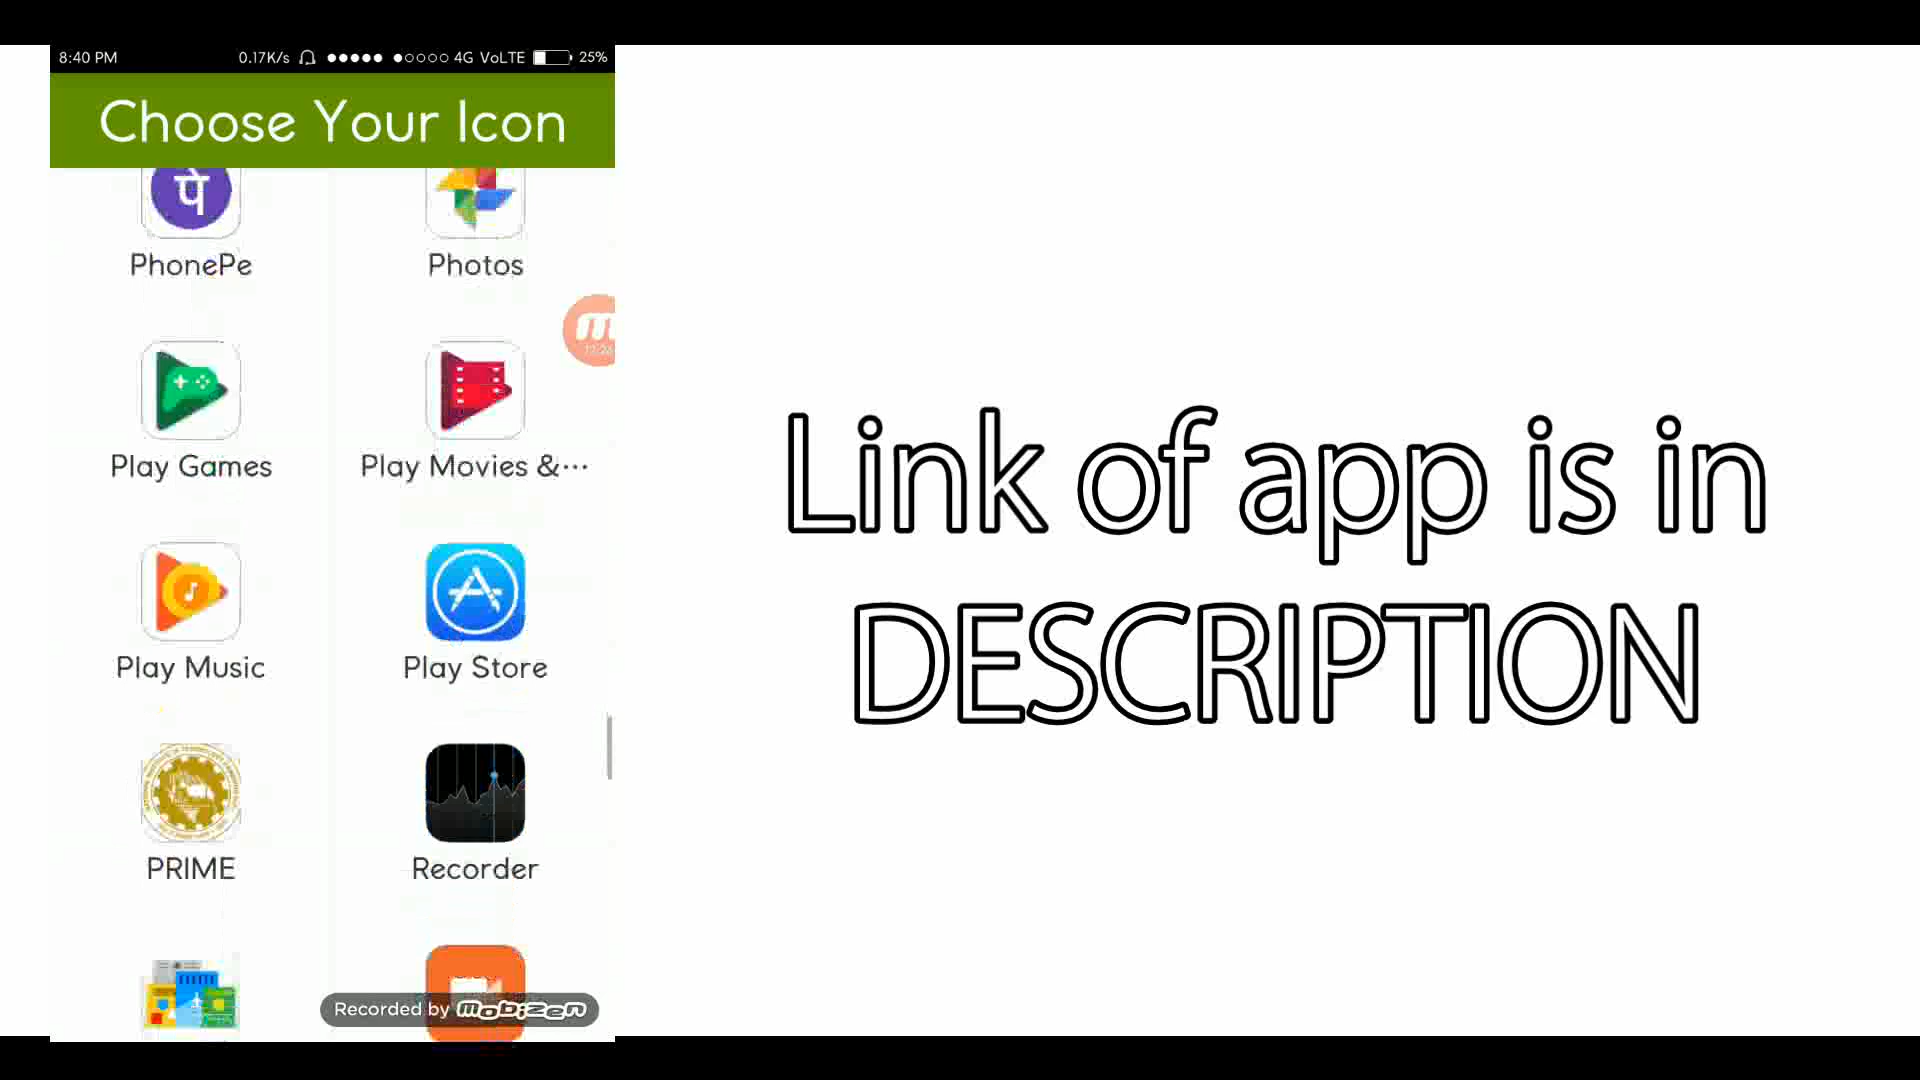 8:40 PM 0.17K/s 4G VoLTE 25%
Choose Your Icon
पे
PhonePe Photos
Play Games Play Movies &···
Play Music Play Store
PRIME Recorder
Recorded by mobizen
Link of app is in
DESCRIPTION